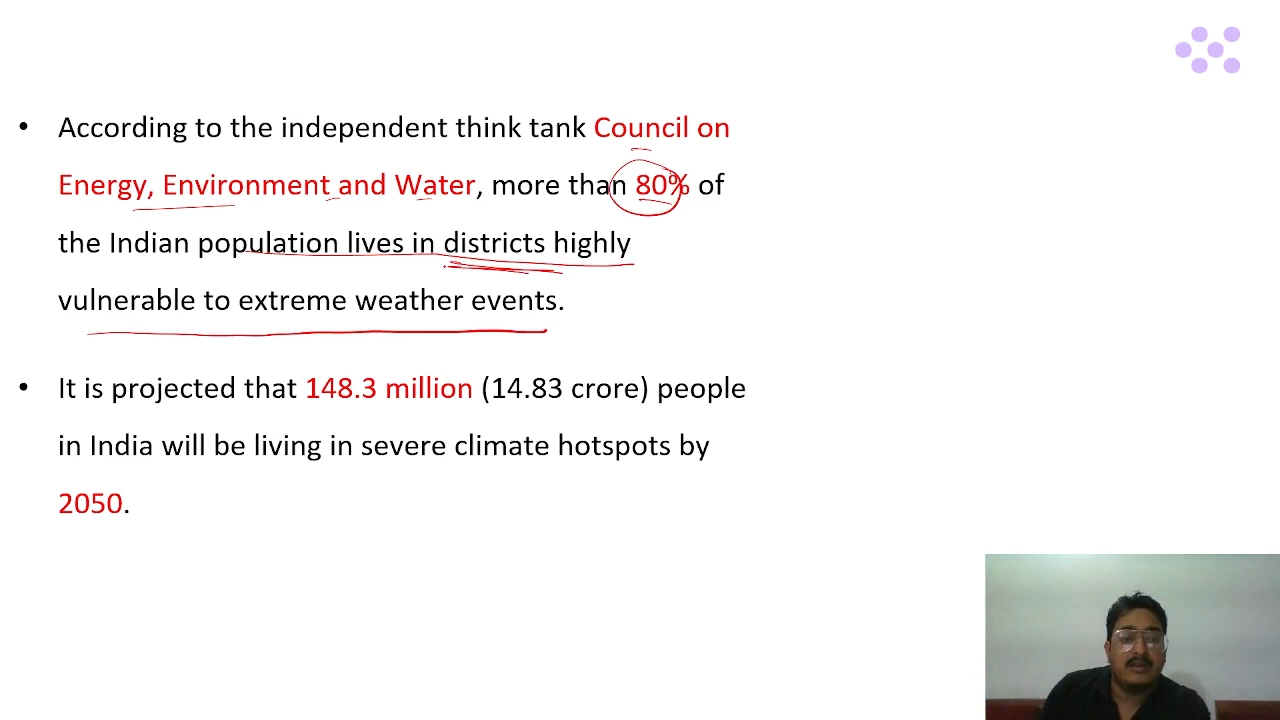 • According to the independent think tank Council on
Energy, Environment and Water, more than 80% of
the Indian population lives in districts highly
vulnerable to extreme weather events.
• It is projected that 148.3 million (14.83 crore) people
in India will be living in severe climate hotspots by
2050.